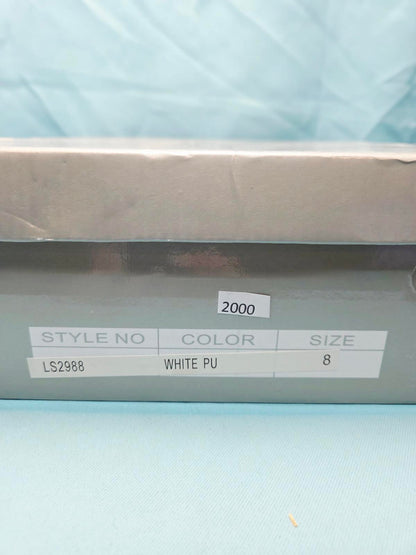 2000
STYLE NO COLOR SIZE
LS2988 WHITE PU 8